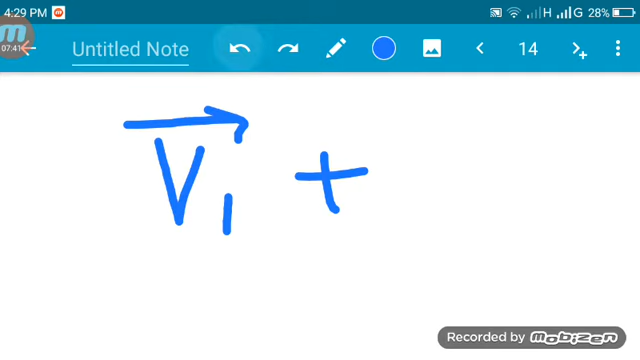 4:29 PM H G 28%
07:41 Untitled Note 14
V⃗₁ +
Recorded by mobizen